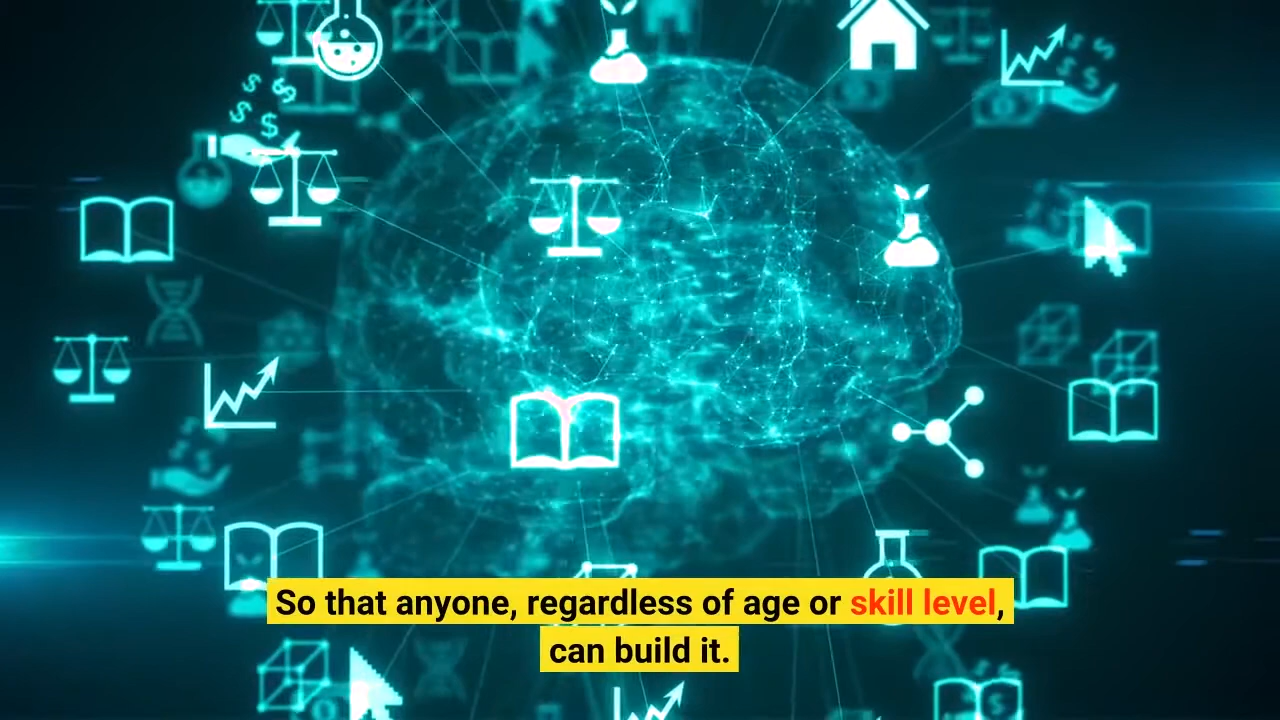 So that anyone, regardless of age or skill level,
can build it.